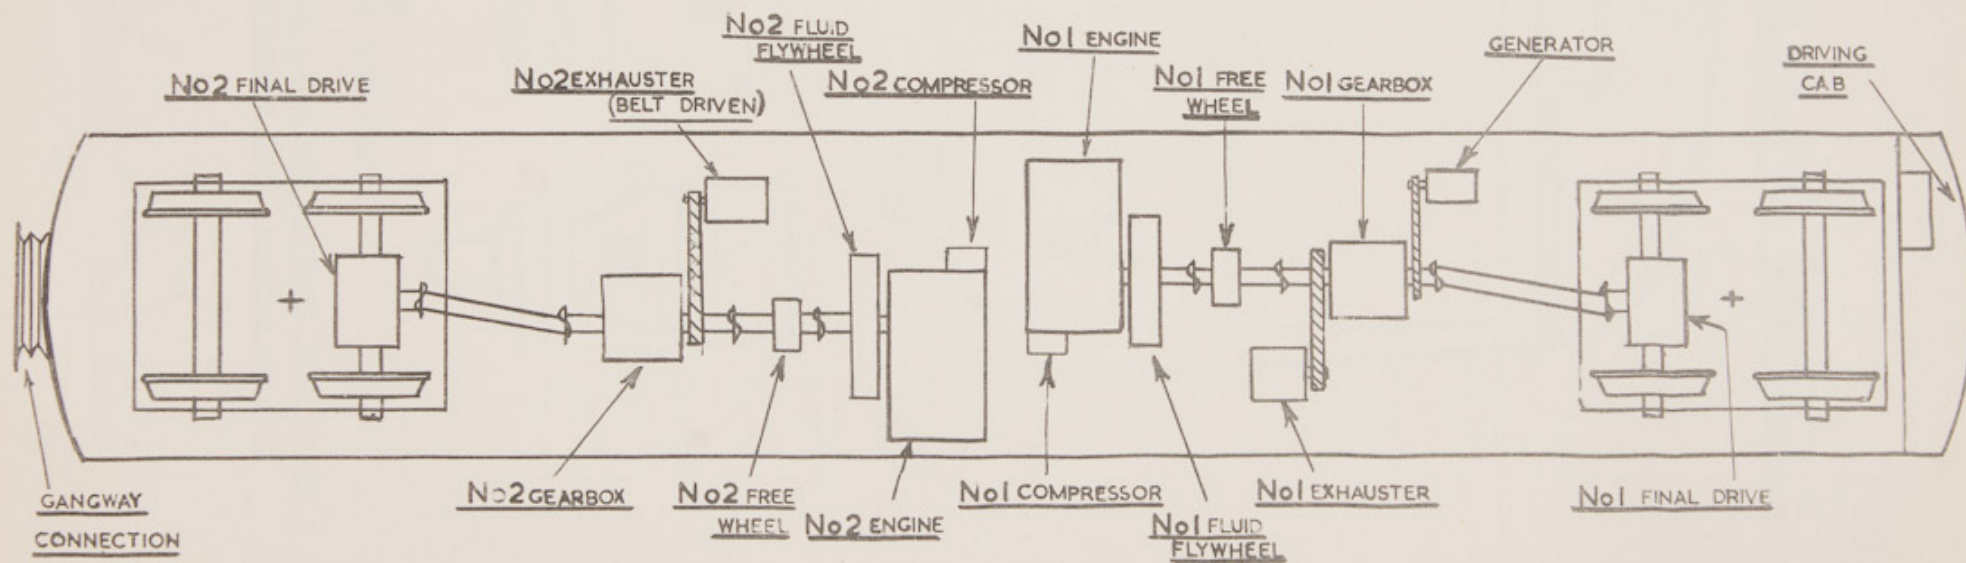 No2 FLUID
FLYWHEEL
No1 ENGINE
GENERATOR
DRIVING
CAB
No2 FINAL DRIVE
No2 EXHAUSTER
(BELT DRIVEN)
No2 COMPRESSOR
No1 FREE
WHEEL
No1 GEARBOX
GANGWAY
CONNECTION
No2 GEARBOX
No2 FREE
WHEEL
No2 ENGINE
No1 COMPRESSOR
No1 FLUID
FLYWHEEL
No1 EXHAUSTER
No1 FINAL DRIVE